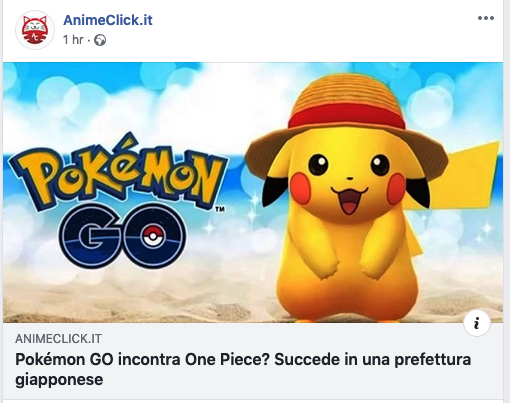 AnimeClick.it
1 hr ·
POKéMON
GO
TM
i
ANIMECLICK.IT
Pokémon GO incontra One Piece? Succede in una prefettura
giapponese